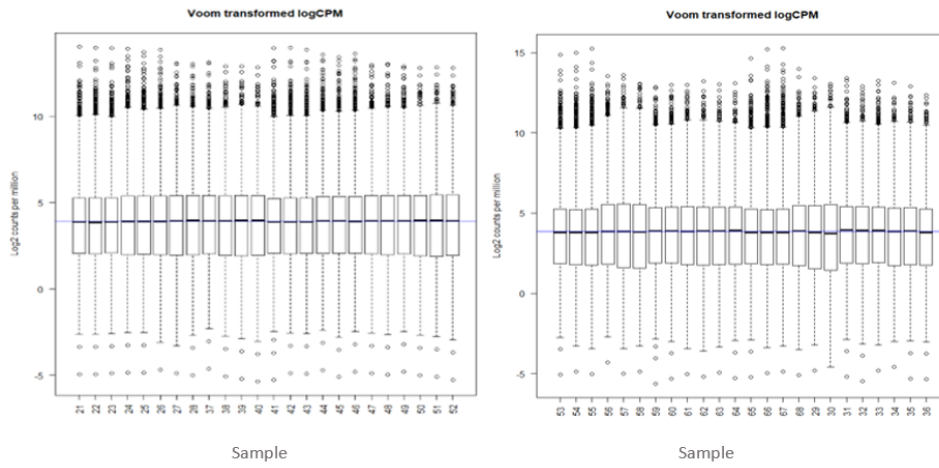 Voom transformed logCPM
Log2 counts per million
10
5
0
-5
21 22 23 24 25 26 27 28 37 38 39 40 41 42 43 44 45 46 47 48 49 50 51 52
Sample
Voom transformed logCPM
Log2 counts per million
15
10
5
0
-5
53 54 55 56 57 58 59 60 61 62 63 64 65 66 67 68 29 30 31 32 33 34 35 36
Sample